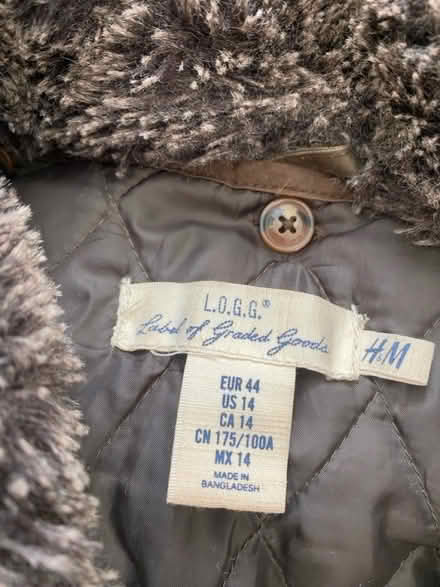 L.O.G.G.®
Label of Graded Goods
H&M
EUR 44
US 14
CA 14
CN 175/100A
MX 14
MADE IN
BANGLADESH